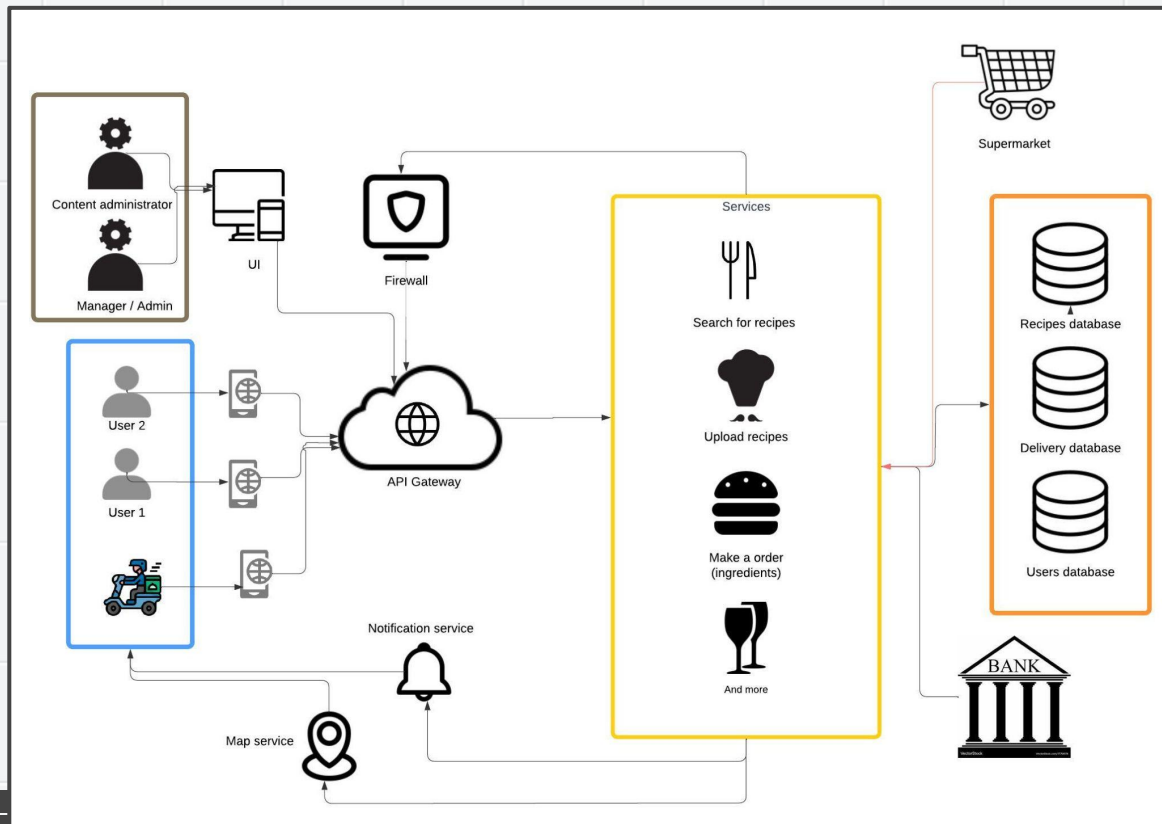 Supermarket
Content administrator
Manager / Admin
UI
Firewall
Services
Search for recipes
Upload recipes
Make a order
(ingredients)
And more
Recipes database
Delivery database
Users database
User 2
User 1
API Gateway
Notification service
Map service
BANK
VectorStock